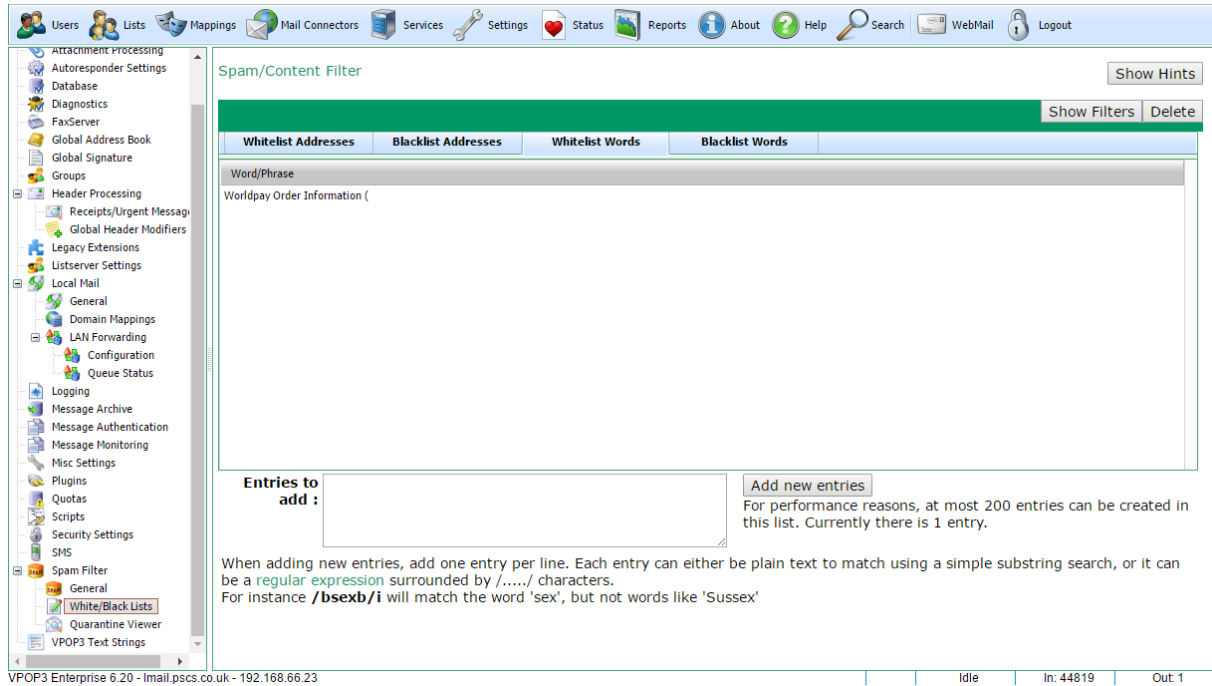 Users Lists Mappings Mail Connectors Services Settings Status Reports About Help Search WebMail Logout
Attachment Processing
Autoresponder Settings
Database
Diagnostics
FaxServer
Global Address Book
Global Signature
Groups
Header Processing
Receipts/Urgent Messag
Global Header Modifiers
Legacy Extensions
Listserver Settings
Local Mail
General
Domain Mappings
LAN Forwarding
Configuration
Queue Status
Logging
Message Archive
Message Authentication
Message Monitoring
Misc Settings
Plugins
Quotas
Scripts
Security Settings
SMS
Spam Filter
General
White/Black Lists
Quarantine Viewer
VPOP3 Text Strings
Spam/Content Filter
Show Hints
Show Filters Delete
Whitelist Addresses Blacklist Addresses Whitelist Words Blacklist Words
Word/Phrase
Worldpay Order Information (
Entries to
add :
Add new entries
For performance reasons, at most 200 entries can be created in
this list. Currently there is 1 entry.
When adding new entries, add one entry per line. Each entry can either be plain text to match using a simple substring search, or it can
be a regular expression surrounded by /...../ characters.
For instance /bsexb/i will match the word 'sex', but not words like 'Sussex'
VPOP3 Enterprise 6.20 - lmail.pscs.co.uk - 192.168.66.23 Idle In: 44819 Out: 1